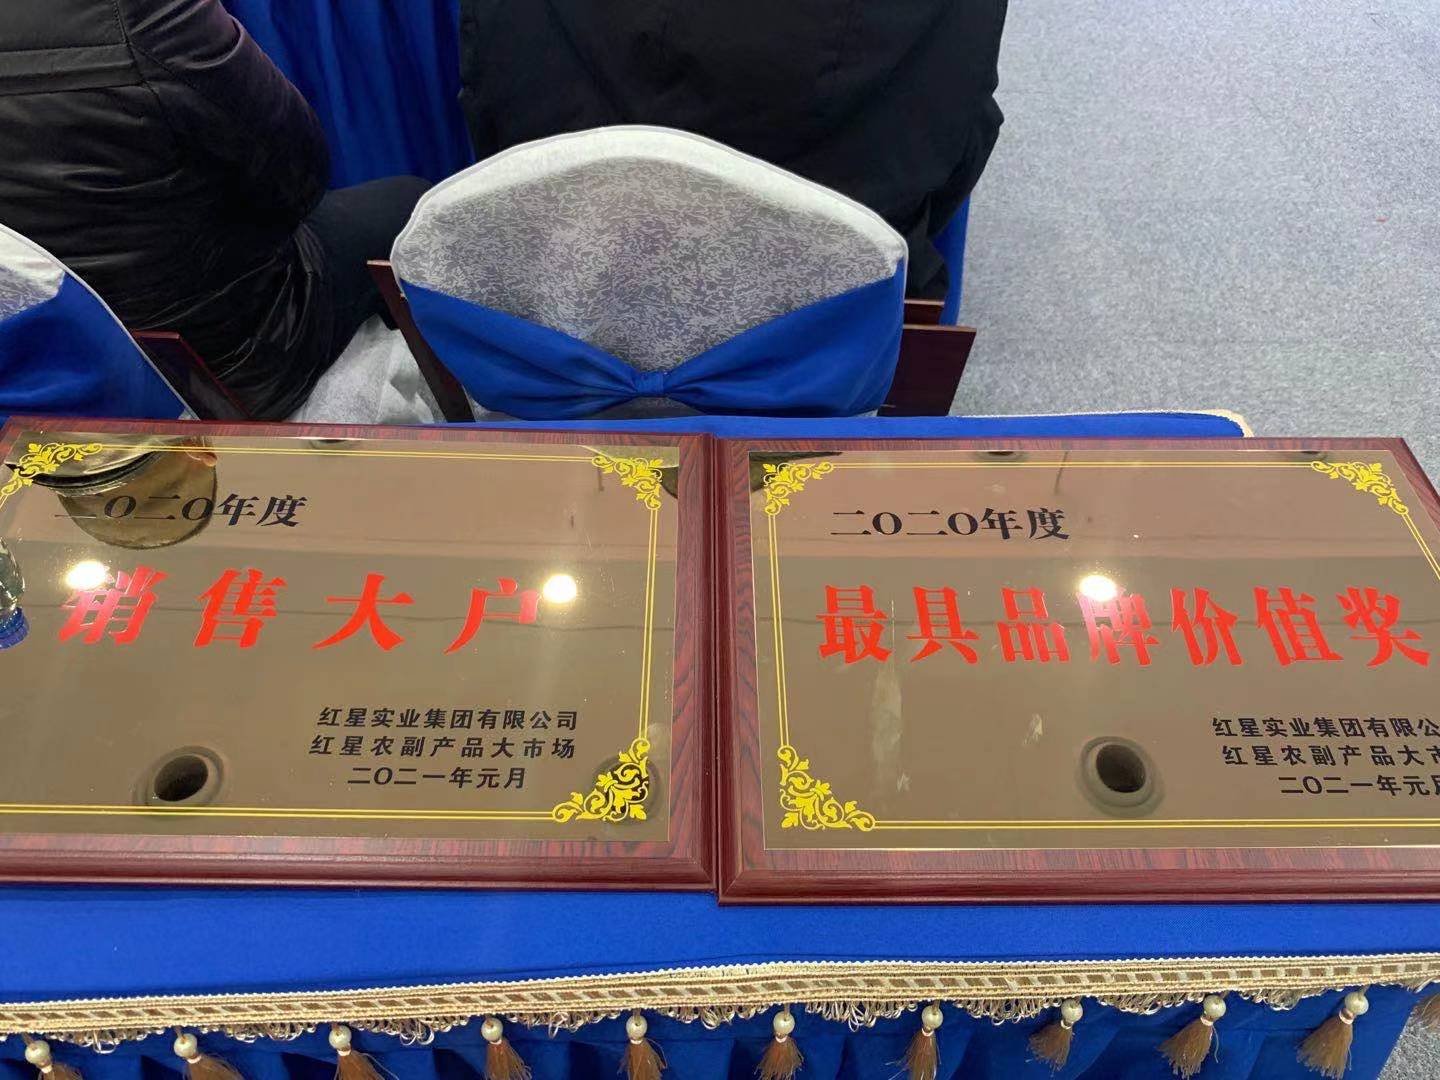 二〇二〇年度
销售大户
红星实业集团有限公司
红星农副产品大市场
二〇二一年元月
二〇二〇年度
最具品牌价值奖
红星实业集团有限公
红星农副产品大市
二〇二一年元月